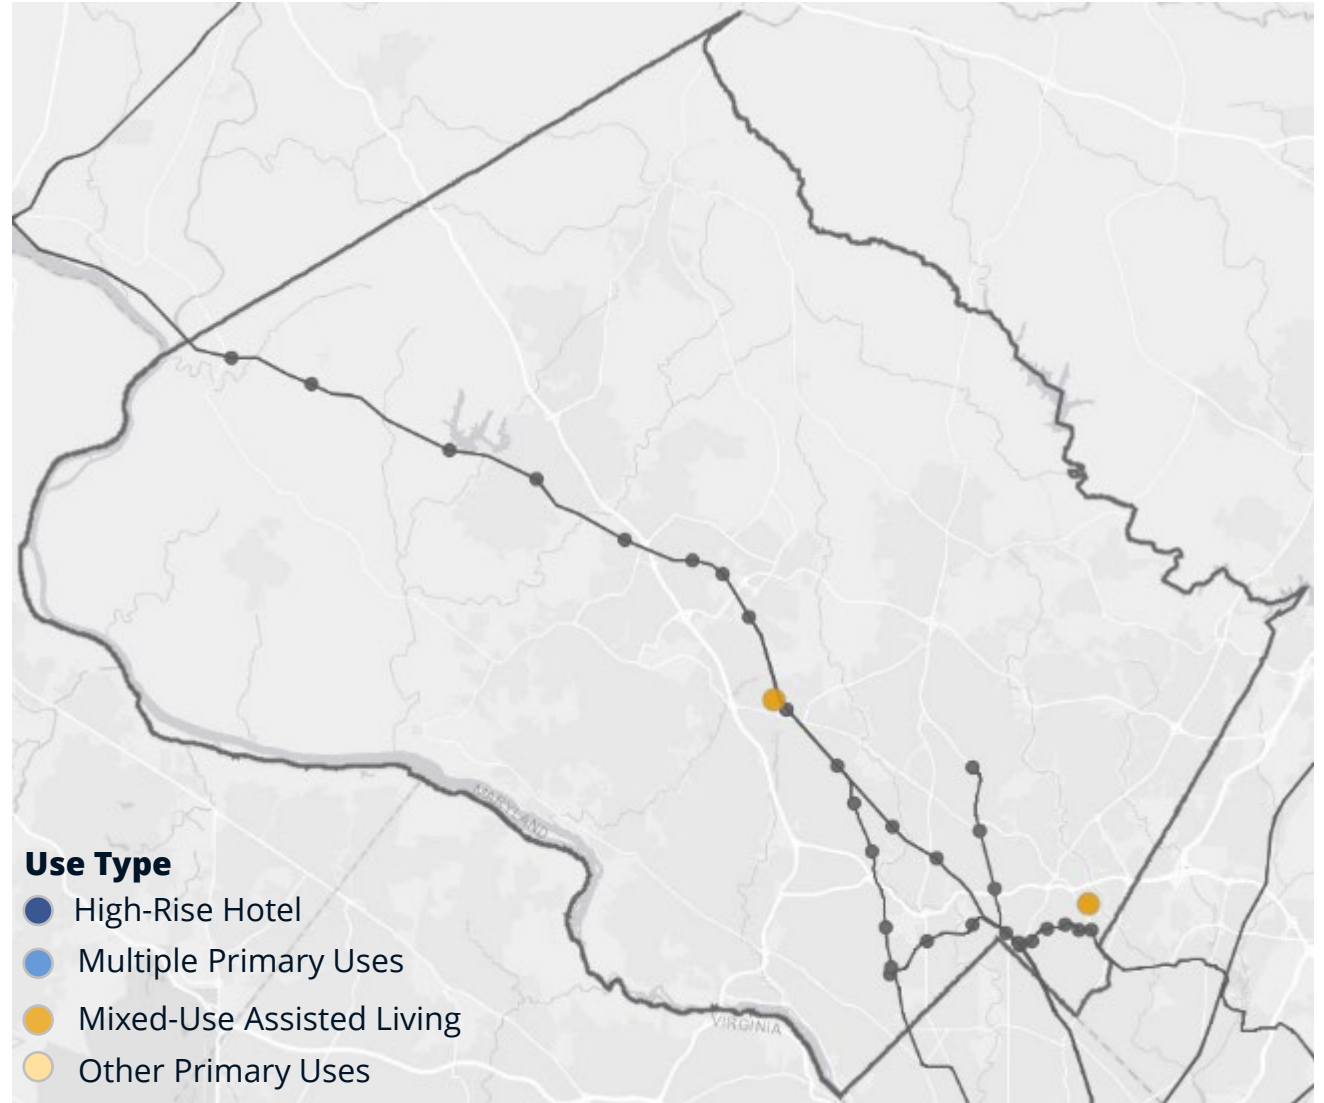 MARYLAND
VIRGINIA
Use Type
High-Rise Hotel
Multiple Primary Uses
Mixed-Use Assisted Living
Other Primary Uses